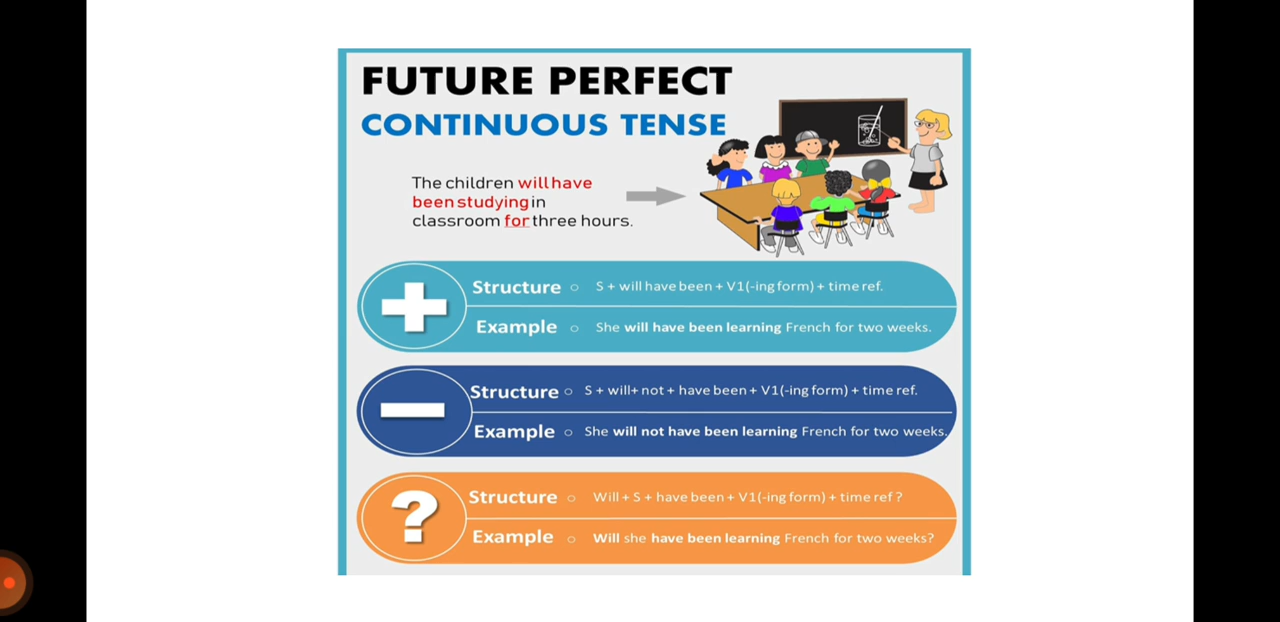 FUTURE PERFECT
CONTINUOUS TENSE
The children will have
been studying in
classroom for three hours.
Structure ○ S + will have been + V1(-ing form) + time ref.
Example ○ She will have been learning French for two weeks.
Structure ○ S + will+ not + have been + V1(-ing form) + time ref.
Example ○ She will not have been learning French for two weeks.
? Structure ○ Will + S + have been + V1(-ing form) + time ref ?
Example ○ Will she have been learning French for two weeks?